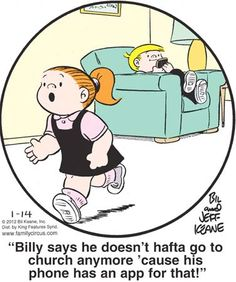 1-14
© 2012 Bil Keane, Inc.
Dist. by King Features Synd.
www.familycircus.com
BIL
and
JEFF
KEANE
“Billy says he doesn’t hafta go to
church anymore ’cause his
phone has an app for that!”